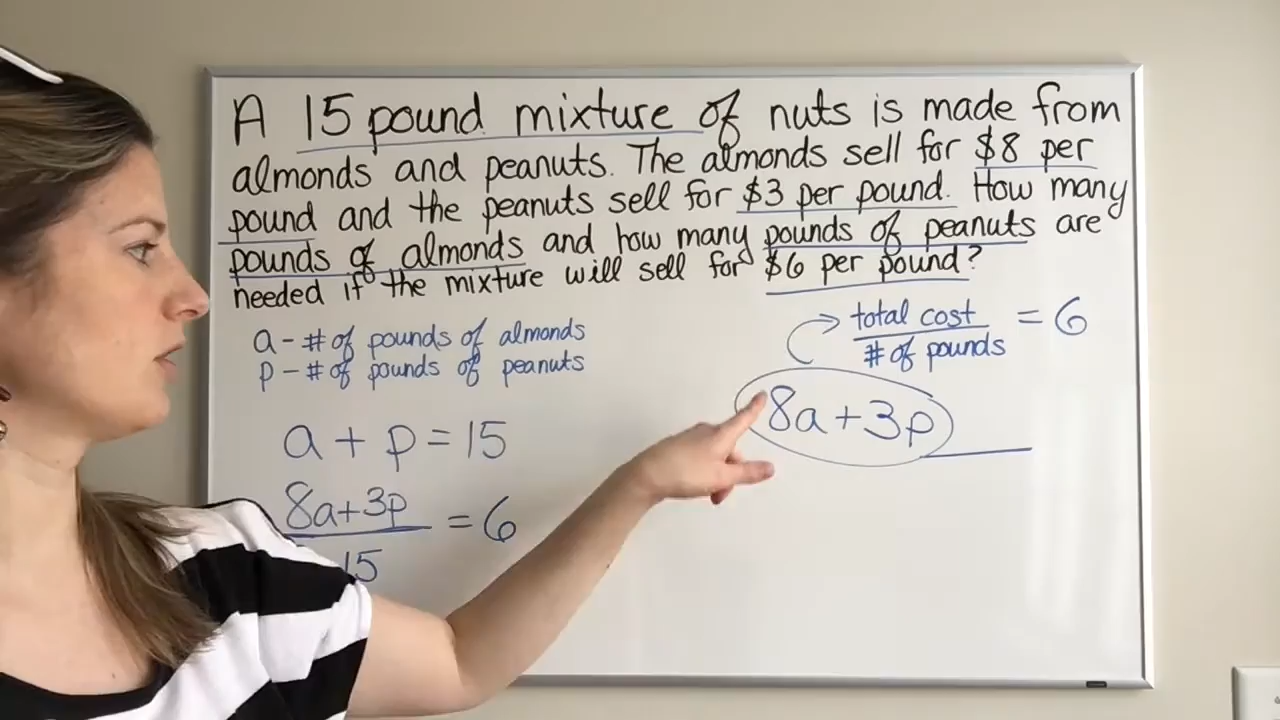 A 15 pound mixture of nuts is made from
almonds and peanuts. The almonds sell for $8 per
pound and the peanuts sell for $3 per pound. How many
pounds of almonds and how many pounds of peanuts are
needed if the mixture will sell for $6 per pound?
a - # of pounds of almonds
p - # of pounds of peanuts
a + p = 15
8a+3p
= 6
15
total cost
= 6
# of pounds
8a+3p